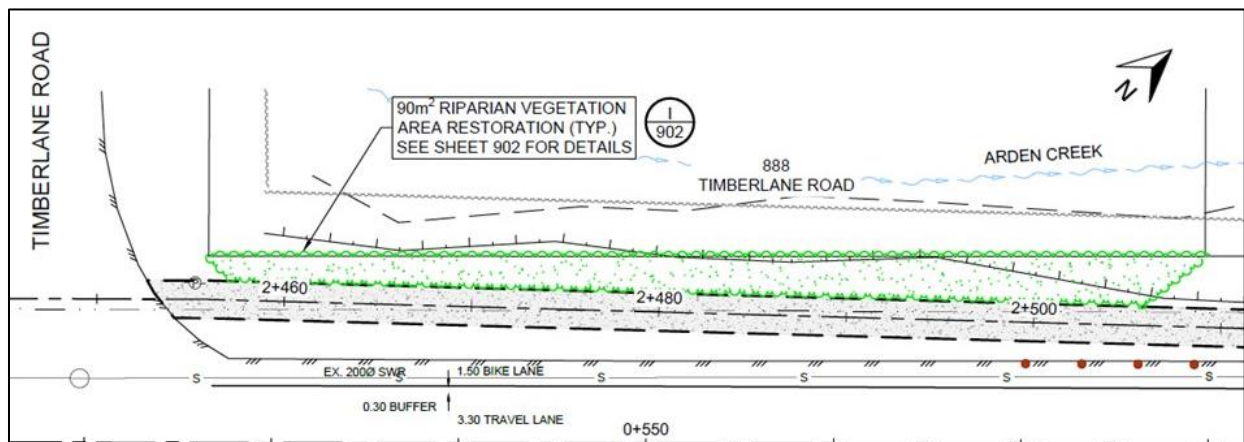 TIMBERLANE ROAD
90m² RIPARIAN VEGETATION
AREA RESTORATION (TYP.)
SEE SHEET 902 FOR DETAILS
I
902
N
888
TIMBERLANE ROAD
ARDEN CREEK
P
2+460
2+480
2+500
EX. 200Ø SWR
1.50 BIKE LANE
S S S S S S
0.30 BUFFER
3.30 TRAVEL LANE
0+550